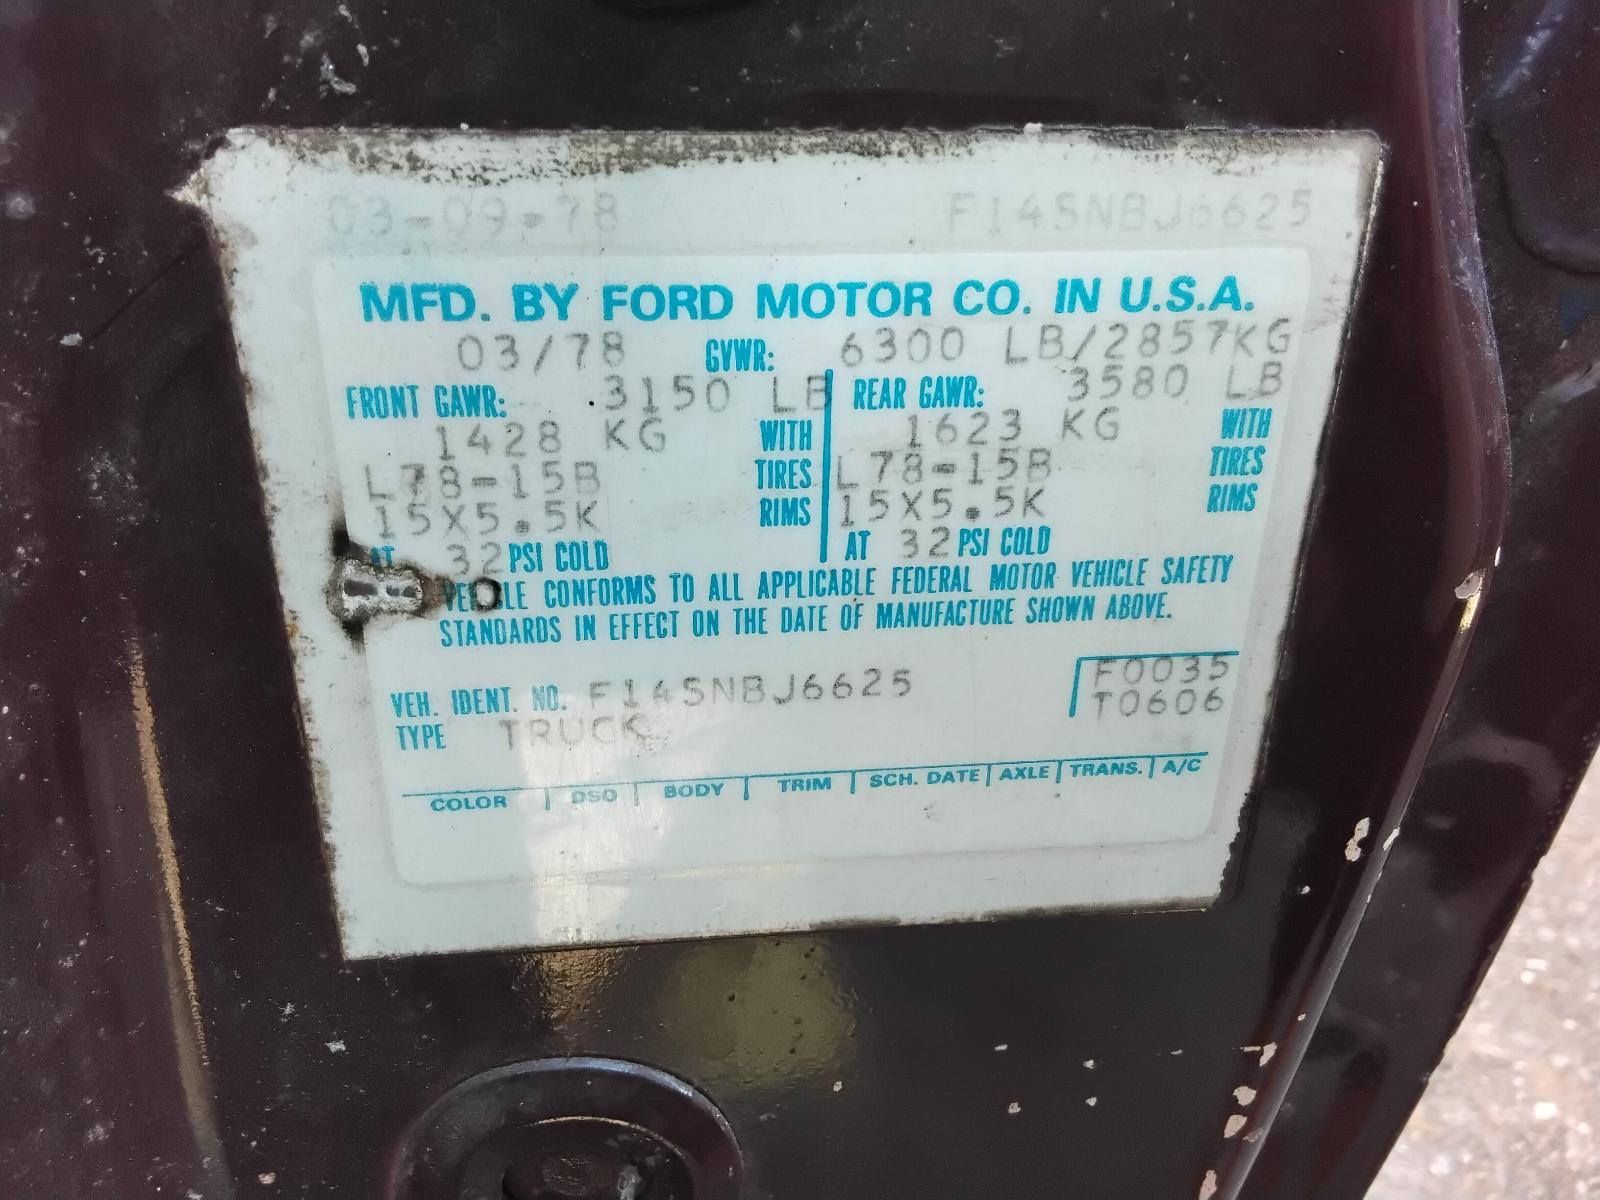 03-09-78 F14SNBJ6625
MFD. BY FORD MOTOR CO. IN U.S.A.
03/78 GVWR: 6300 LB/2857KG
FRONT GAWR: 3150 LB REAR GAWR: 3580 LB
1428 KG WITH 1623 KG WITH
L78-15B TIRES L78-15B TIRES
15X5.5K RIMS 15X5.5K RIMS
AT 32 PSI COLD AT 32 PSI COLD
VEHICLE CONFORMS TO ALL APPLICABLE FEDERAL MOTOR VEHICLE SAFETY
STANDARDS IN EFFECT ON THE DATE OF MANUFACTURE SHOWN ABOVE.
VEH. IDENT. NO. F14SNBJ6625 F0035
TYPE TRUCK T0606
COLOR DSO BODY TRIM SCH. DATE AXLE TRANS. A/C